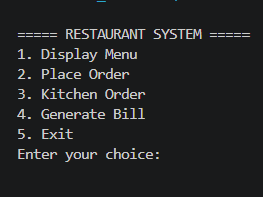 ===== RESTAURANT SYSTEM =====
1. Display Menu
2. Place Order
3. Kitchen Order
4. Generate Bill
5. Exit
Enter your choice: